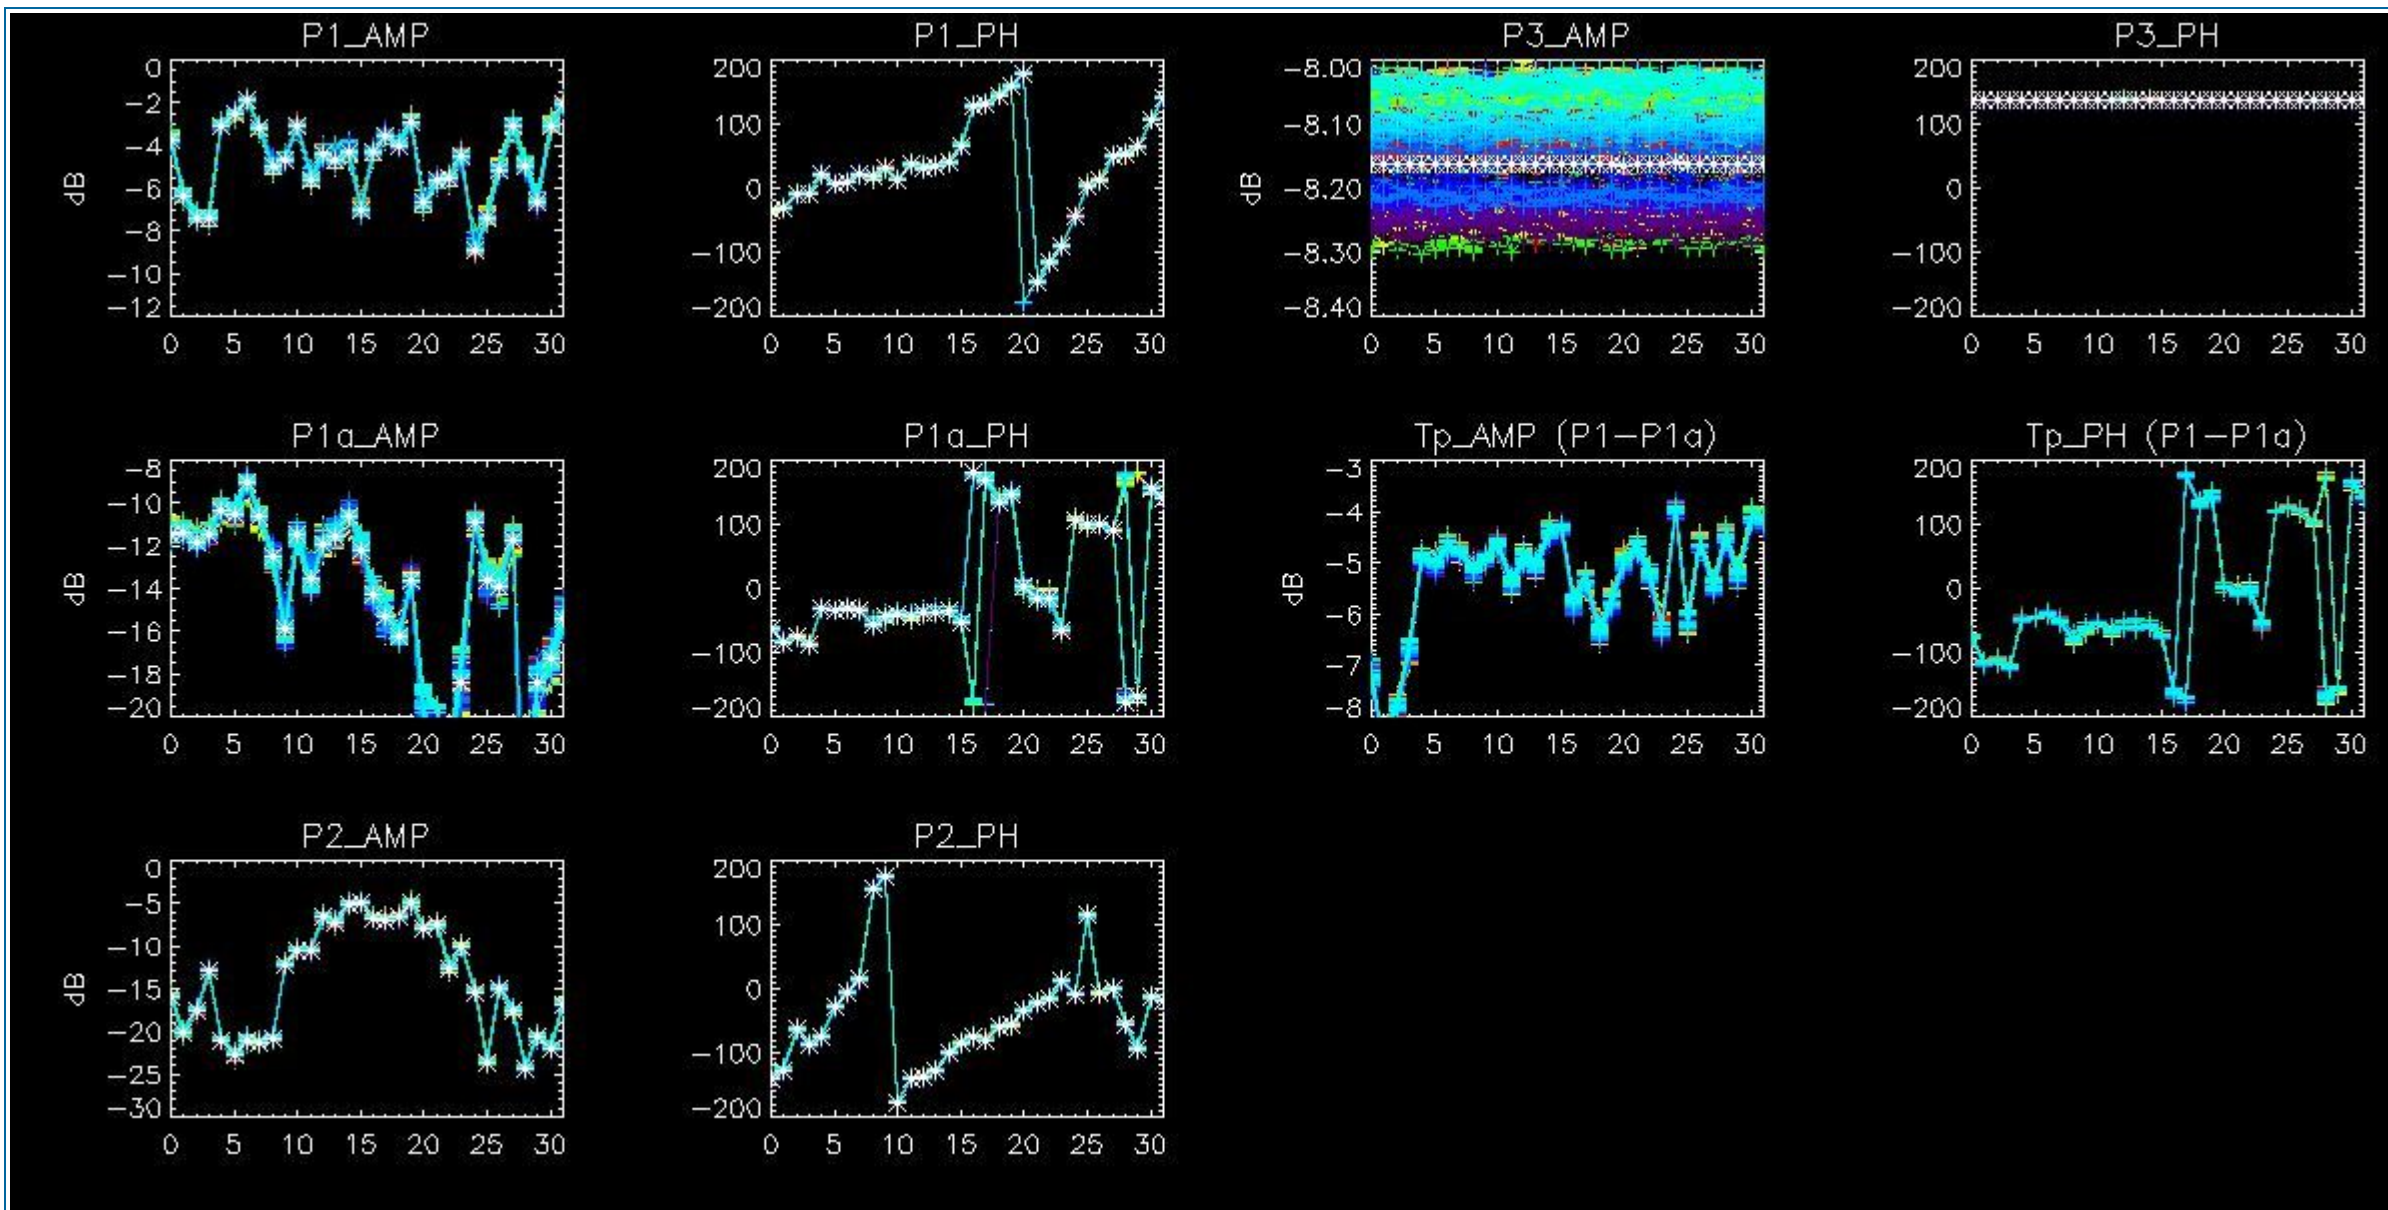 P1_AMP
0
−2
−4
−6
−8
−10
−12
dB
0 5 10 15 20 25 30
P1_PH
200
100
0
−100
−200
0 5 10 15 20 25 30
P3_AMP
−8.00
−8.10
−8.20
−8.30
−8.40
dB
0 5 10 15 20 25 30
P3_PH
200
100
0
−100
−200
0 5 10 15 20 25 30
P1a_AMP
−8
−10
−12
−14
−16
−18
−20
dB
0 5 10 15 20 25 30
P1a_PH
200
100
0
−100
−200
0 5 10 15 20 25 30
Tp_AMP (P1−P1a)
−3
−4
−5
−6
−7
−8
dB
0 5 10 15 20 25 30
Tp_PH (P1−P1a)
200
100
0
−100
−200
0 5 10 15 20 25 30
P2_AMP
0
−5
−10
−15
−20
−25
−30
dB
0 5 10 15 20 25 30
P2_PH
200
100
0
−100
−200
0 5 10 15 20 25 30